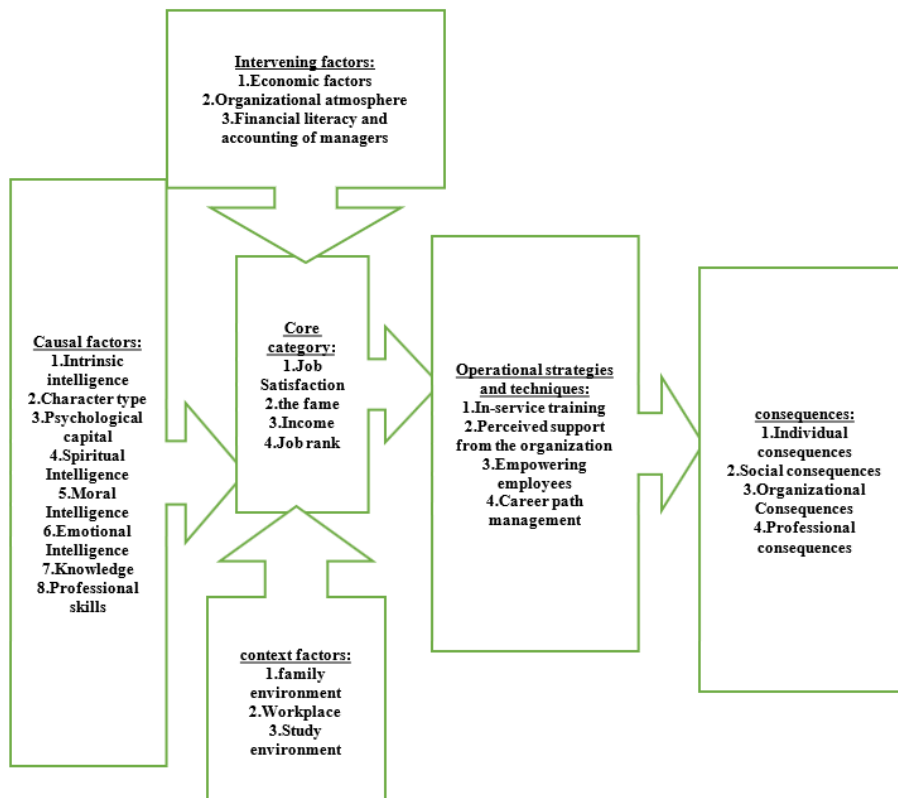 Intervening factors:
1.Economic factors
2.Organizational atmosphere
3.Financial literacy and
accounting of managers
Causal factors:
1.Intrinsic
intelligence
2.Character type
3.Psychological
capital
4.Spiritual
Intelligence
5.Moral
Intelligence
6.Emotional
Intelligence
7.Knowledge
8.Professional
skills
Core
category:
1.Job
Satisfaction
2.the fame
3.Income
4.Job rank
context factors:
1.family
environment
2.Workplace
3.Study
environment
Operational strategies
and techniques:
1.In-service training
2.Perceived support
from the organization
3.Empowering
employees
4.Career path
management
consequences:
1.Individual
consequences
2.Social consequences
3.Organizational
Consequences
4.Professional
consequences